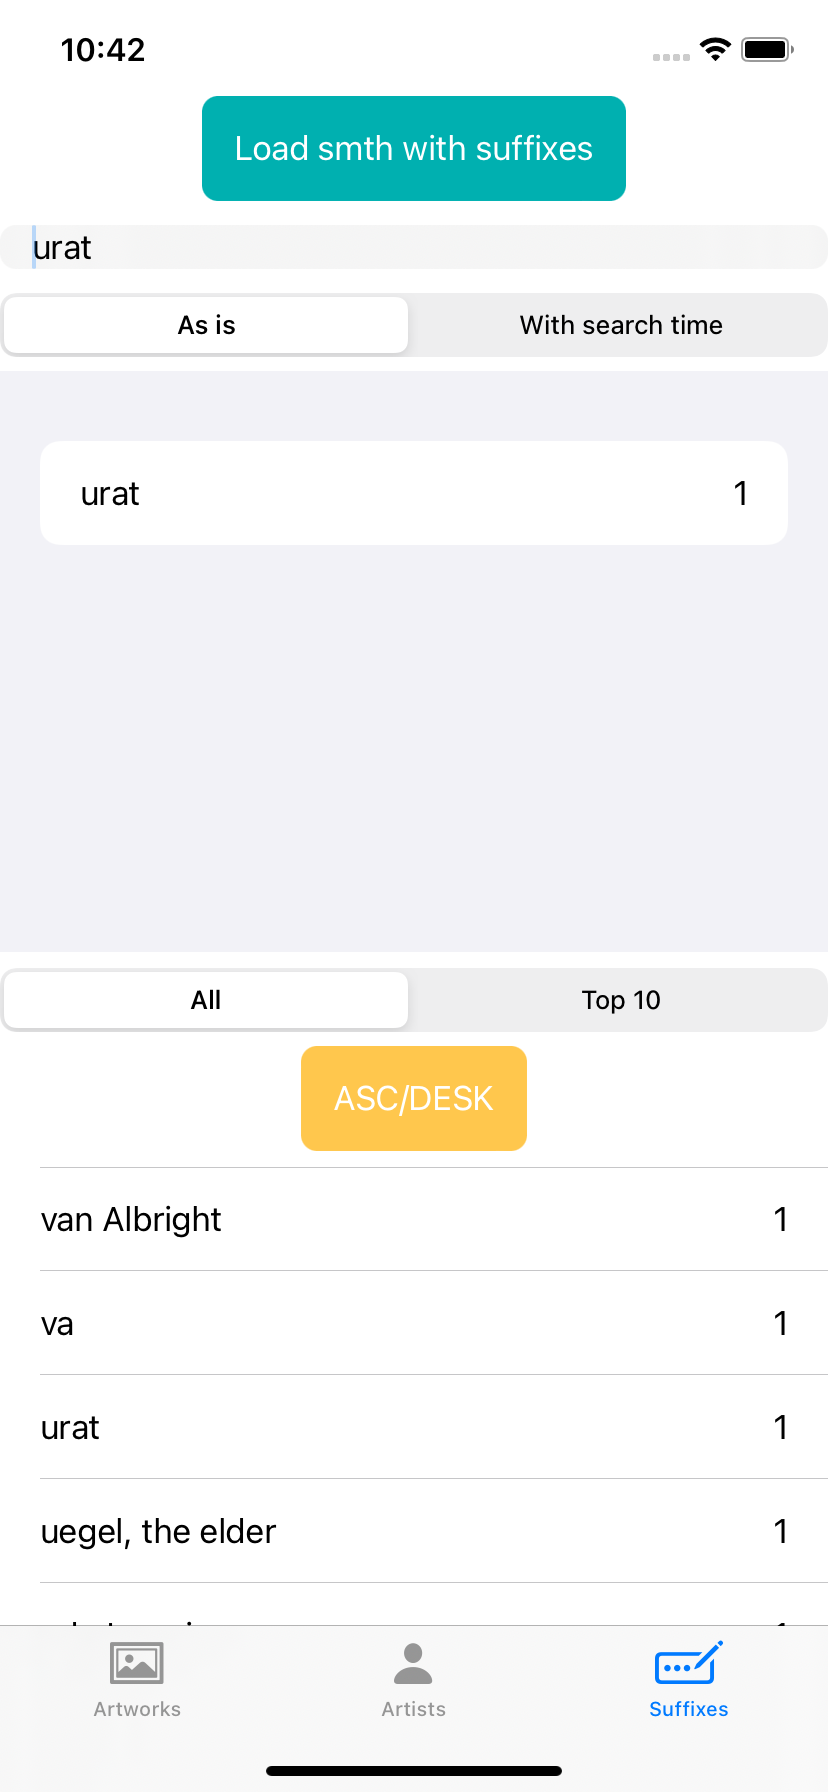 10:42
Load smth with suffixes
urat
As is With search time
urat 1
All Top 10
ASC/DESK
van Albright 1
va 1
urat 1
uegel, the elder 1
Artworks Artists Suffixes